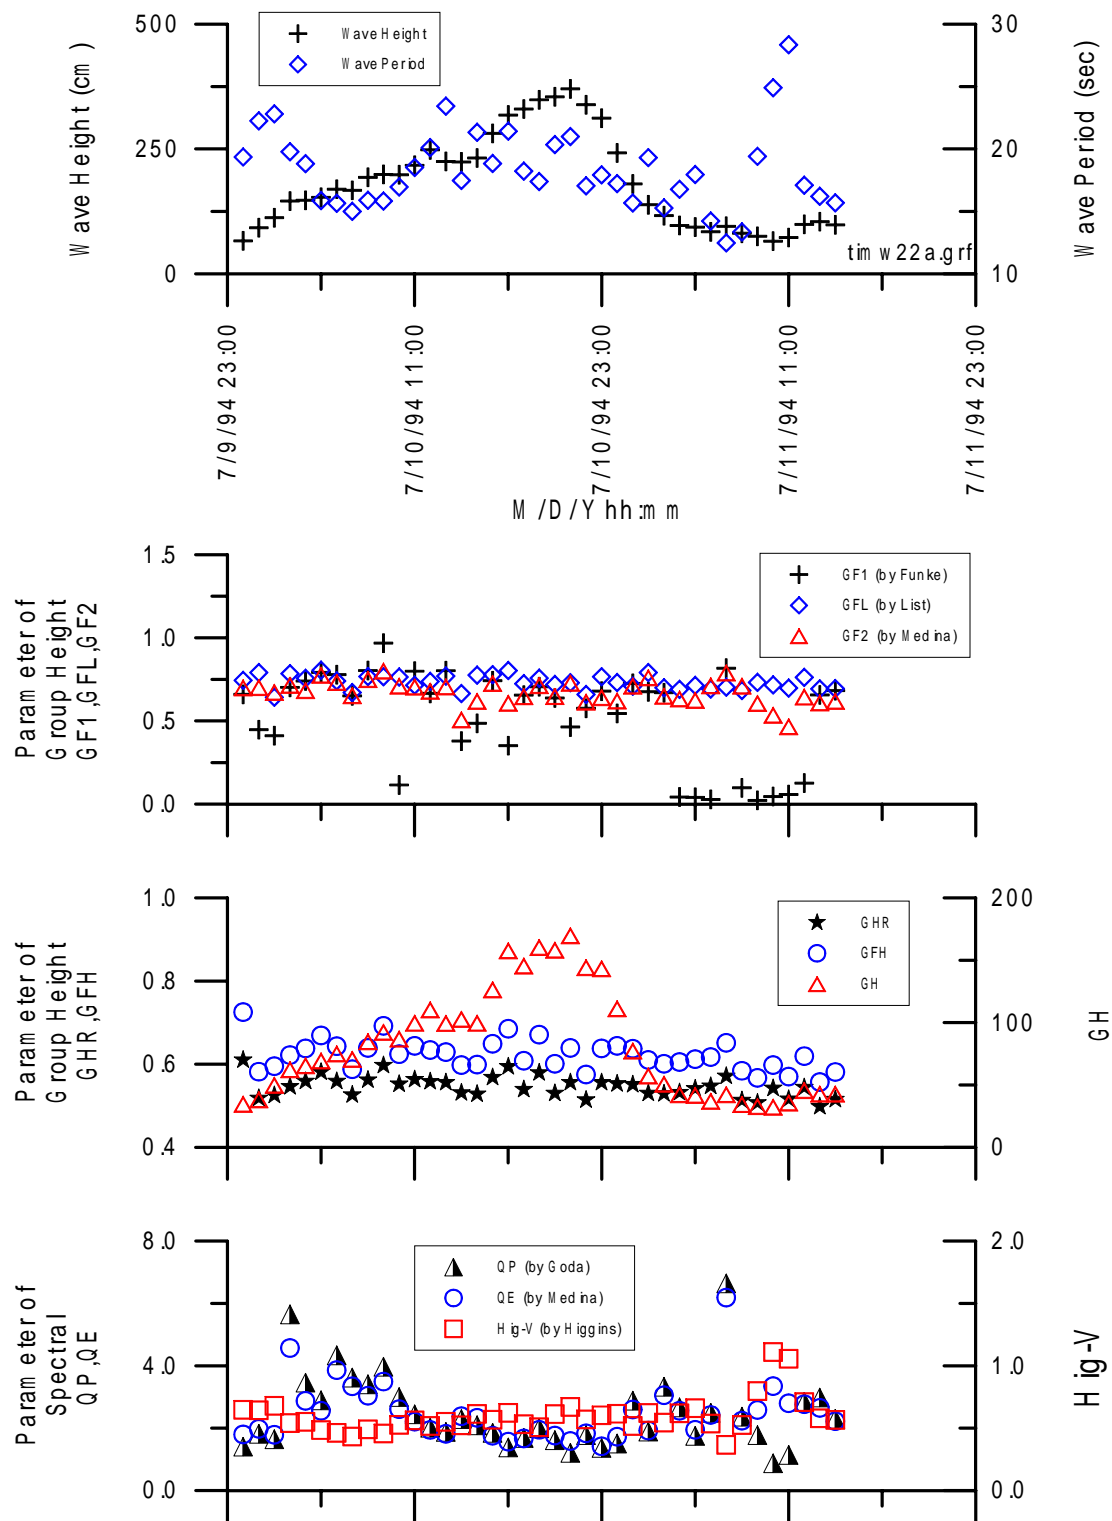 500
30
Wave Height
Wave Period
Wave Height (cm)
250
20
Wave Period (sec)
timw22a.grf
0
10
7/9/94 23:00
7/10/94 11:00
7/10/94 23:00
7/11/94 11:00
7/11/94 23:00
M/D/Y hh:mm
1.5
GF1 (by Funke)
GFL (by List)
GF2 (by Medina)
Parameter of
Group Height
GF1,GFL,GF2
1.0
0.5
0.0
1.0
200
GHR
GFH
GH
0.8
Parameter of
Group Height
GHR,GFH
0.6
100
GH
0.4
0
8.0
2.0
QP (by Goda)
QE (by Medina)
Hig-V (by Higgins)
Parameter of
Spectral
QP,QE
4.0
1.0
Hig-V
0.0
0.0